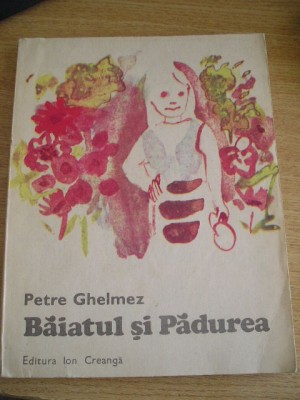 Petre Ghelmez
Băiatul și Pădurea
Editura Ion Creangă